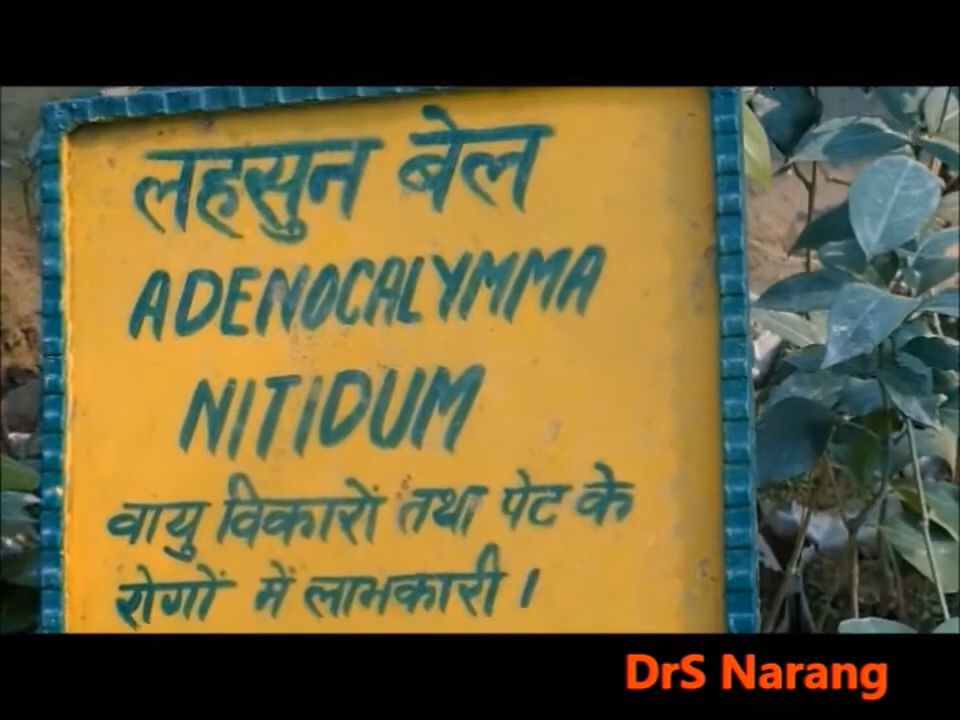 लहसुन बेल
ADENOCALYMMA
NITIDUM
वायु विकारों तथा पेट के
रोगों में लाभकारी।
DrS Narang